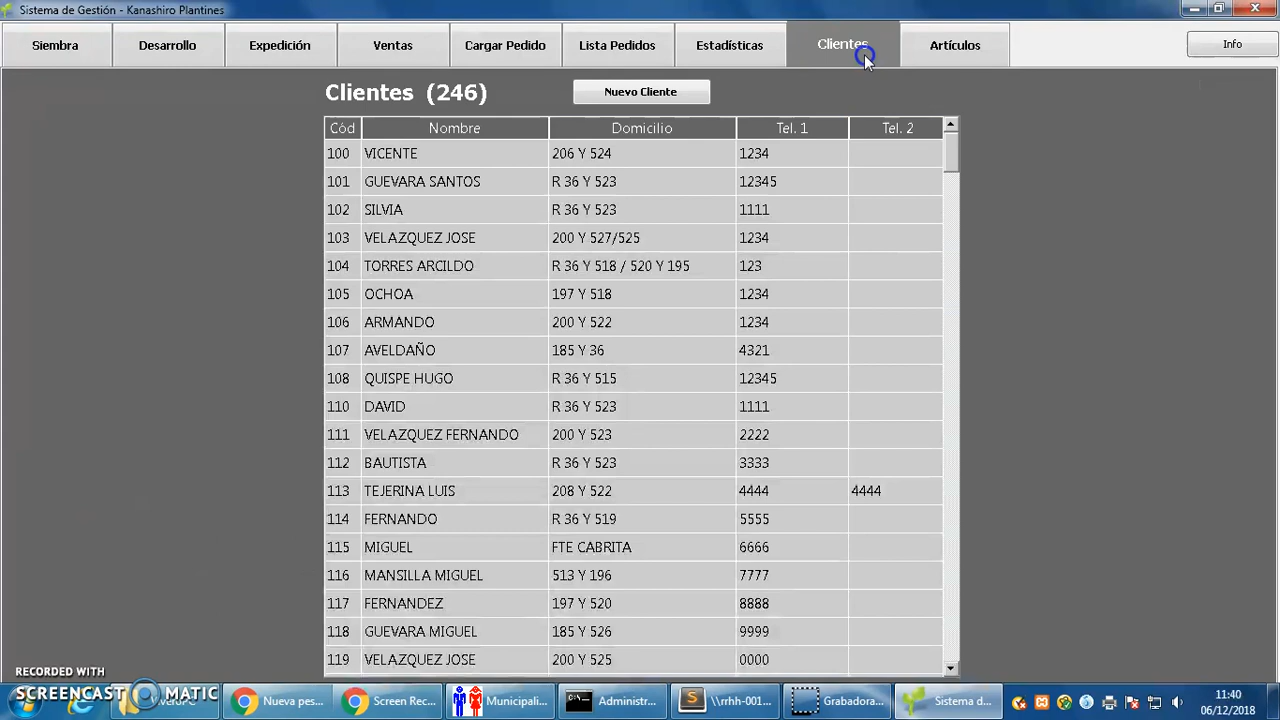 Sistema de Gestión - Kanashiro Plantines
Siembra Desarrollo Expedición Ventas Cargar Pedido Lista Pedidos Estadísticas Clientes Artículos Info
Clientes (246) Nuevo Cliente
Cód Nombre Domicilio Tel. 1 Tel. 2
100 VICENTE 206 Y 524 1234
101 GUEVARA SANTOS R 36 Y 523 12345
102 SILVIA R 36 Y 523 1111
103 VELAZQUEZ JOSE 200 Y 527/525 1234
104 TORRES ARCILDO R 36 Y 518 / 520 Y 195 123
105 OCHOA 197 Y 518 1234
106 ARMANDO 200 Y 522 1234
107 AVELDAÑO 185 Y 36 4321
108 QUISPE HUGO R 36 Y 515 12345
110 DAVID R 36 Y 523 1111
111 VELAZQUEZ FERNANDO 200 Y 523 2222
112 BAUTISTA R 36 Y 523 3333
113 TEJERINA LUIS 208 Y 522 4444 4444
114 FERNANDO R 36 Y 519 5555
115 MIGUEL FTE CABRITA 6666
116 MANSILLA MIGUEL 513 Y 196 7777
117 FERNANDEZ 197 Y 520 8888
118 GUEVARA MIGUEL 185 Y 526 9999
119 VELAZQUEZ JOSE 200 Y 525 0000
RECORDED WITH
SCREENCAST MATIC
Nueva pes... Screen Rec... Municipali... Administr... \\rhh-001... Grabadora... Sistema d...
11:40
06/12/2018